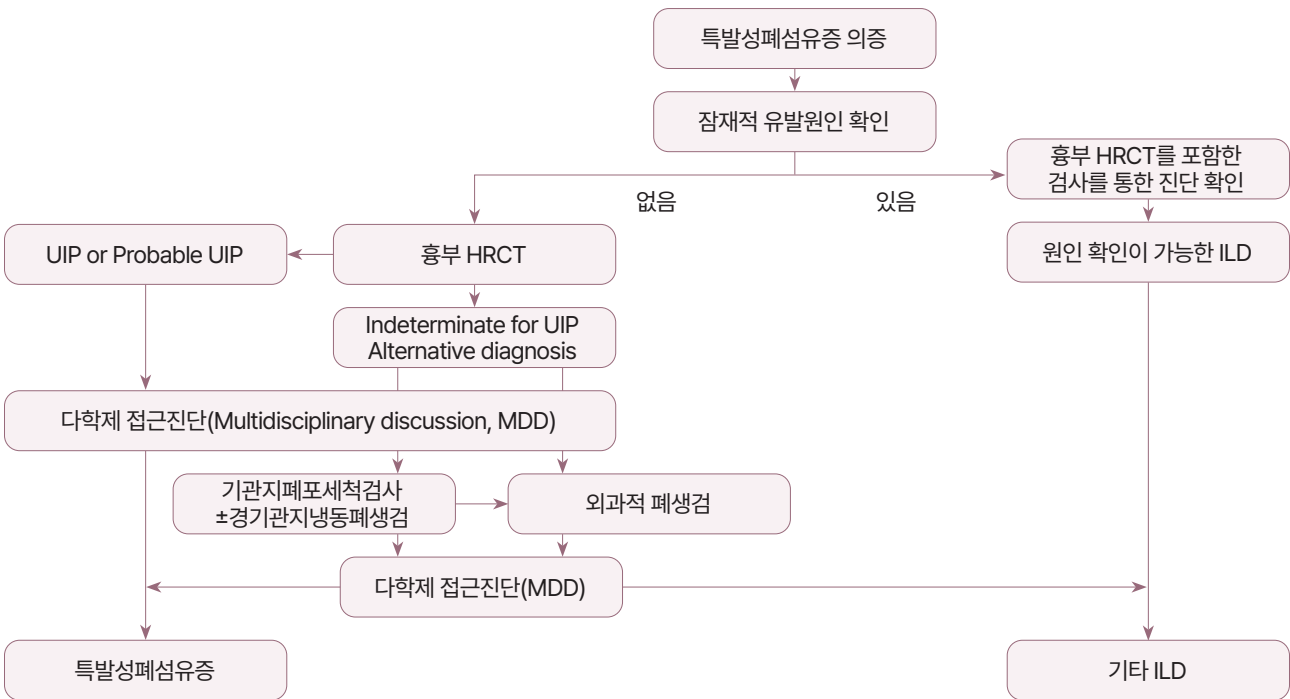 특발성폐섬유증 의증
잠재적 유발원인 확인
없음
있음
흉부 HRCT를 포함한
검사를 통한 진단 확인
UIP or Probable UIP
흉부 HRCT
원인 확인이 가능한 ILD
Indeterminate for UIP
Alternative diagnosis
다학제 접근진단(Multidisciplinary discussion, MDD)
기관지폐포세척검사
±경기관지냉동폐생검
외과적 폐생검
다학제 접근진단(MDD)
특발성폐섬유증
기타 ILD